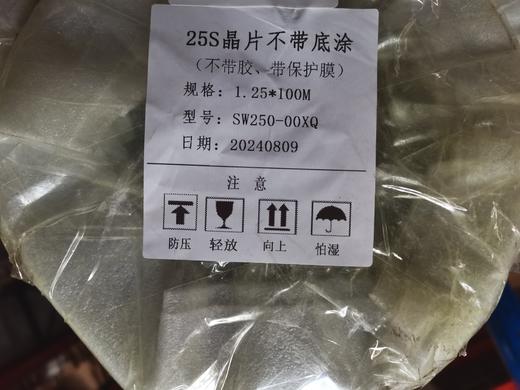 25S晶片不带底涂
（不带胶、带保护膜）
规格：1.25*100M
型号：SW250-00XQ
日期：20240809
注 意
防压 轻放 向上 怕湿